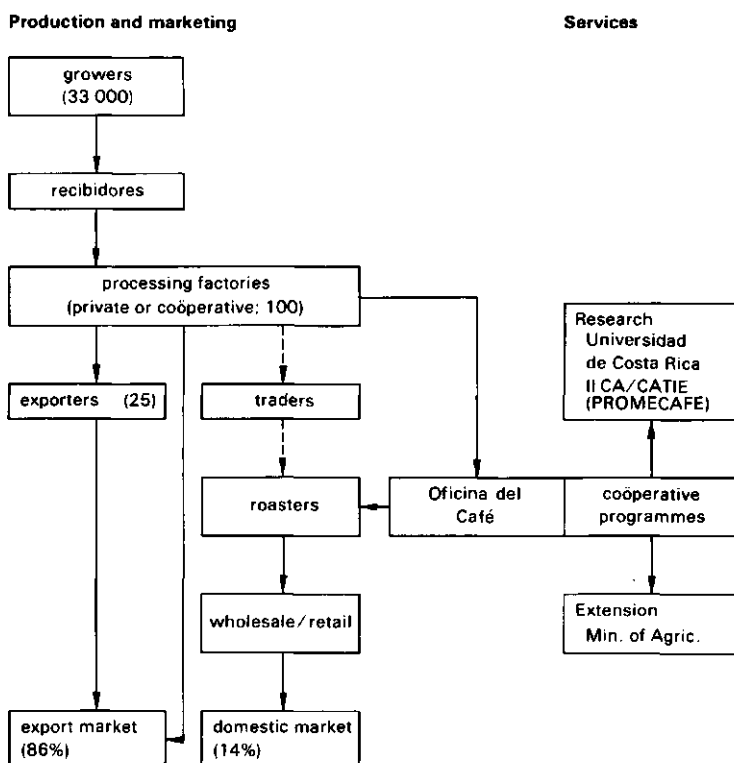 Production and marketing
Services
growers
(33 000)
recibidores
processing factories
(private or coöperative; 100)
Research
Universidad
de Costa Rica
IICA/CATIE
(PROMECAFE)
exporters (25)
traders
roasters
Oficina del
Café
coöperative
programmes
wholesale/retail
Extension
Min. of Agric.
export market
(86%)
domestic market
(14%)